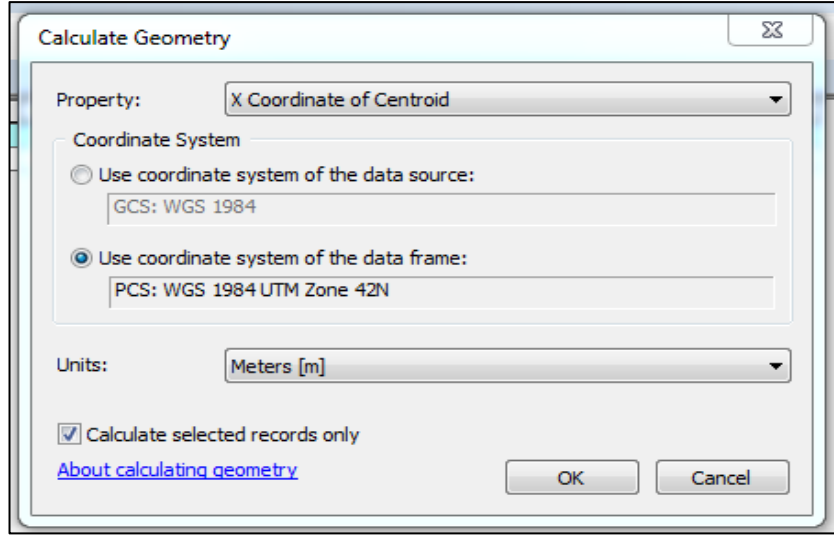 Calculate Geometry
Property: X Coordinate of Centroid
Coordinate System
Use coordinate system of the data source:
GCS: WGS 1984
Use coordinate system of the data frame:
PCS: WGS 1984 UTM Zone 42N
Units: Meters [m]
Calculate selected records only
About calculating geometry OK Cancel